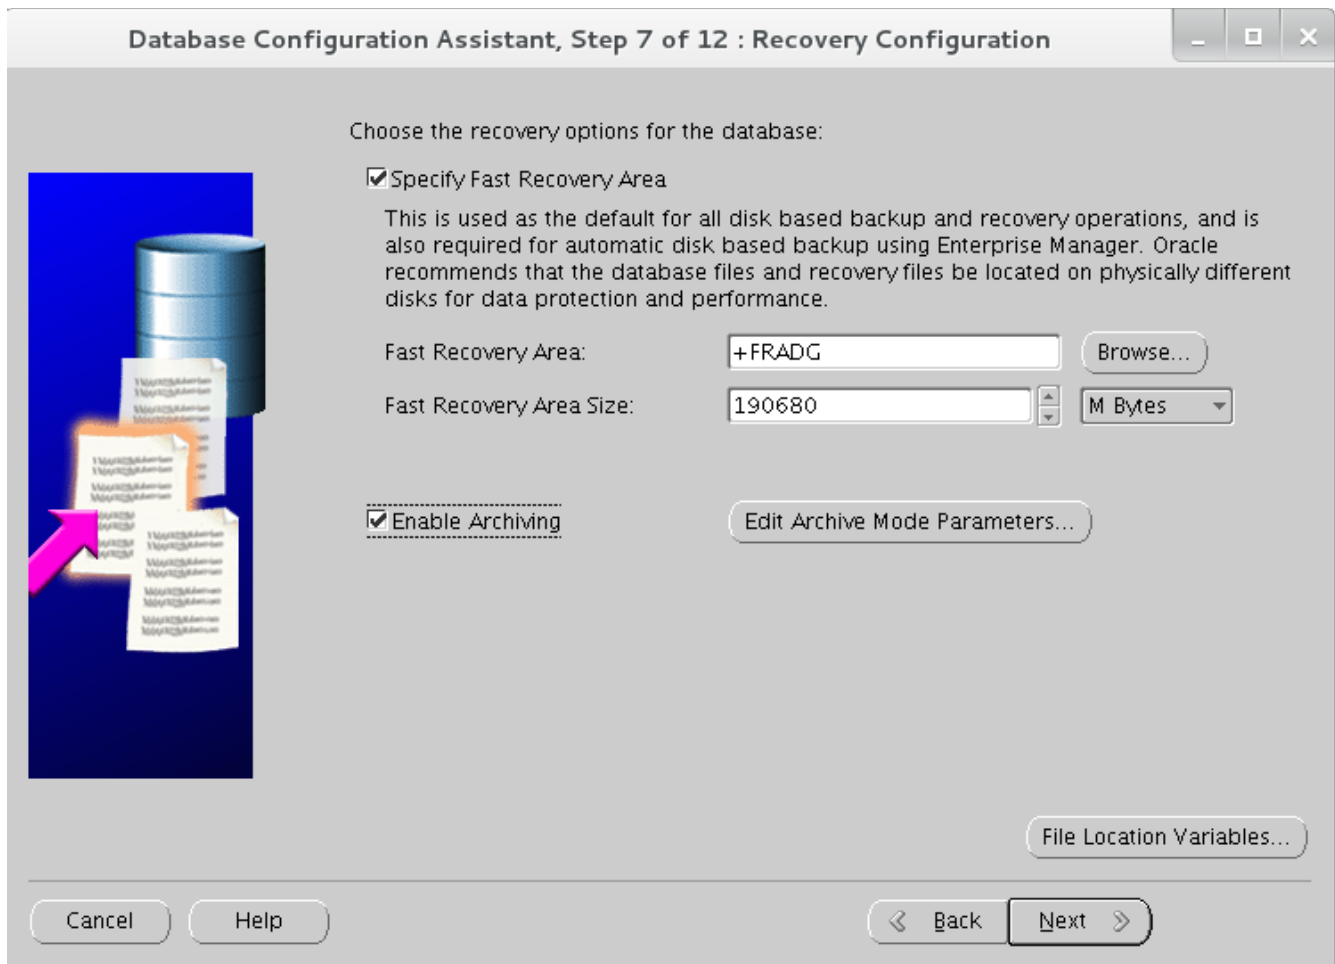 Database Configuration Assistant, Step 7 of 12 : Recovery Configuration
Choose the recovery options for the database:
Specify Fast Recovery Area
This is used as the default for all disk based backup and recovery operations, and is
also required for automatic disk based backup using Enterprise Manager. Oracle
recommends that the database files and recovery files be located on physically different
disks for data protection and performance.
Fast Recovery Area: +FRADG Browse...
Fast Recovery Area Size: 190680 M Bytes
Enable Archiving Edit Archive Mode Parameters...
File Location Variables...
Cancel Help Back Next